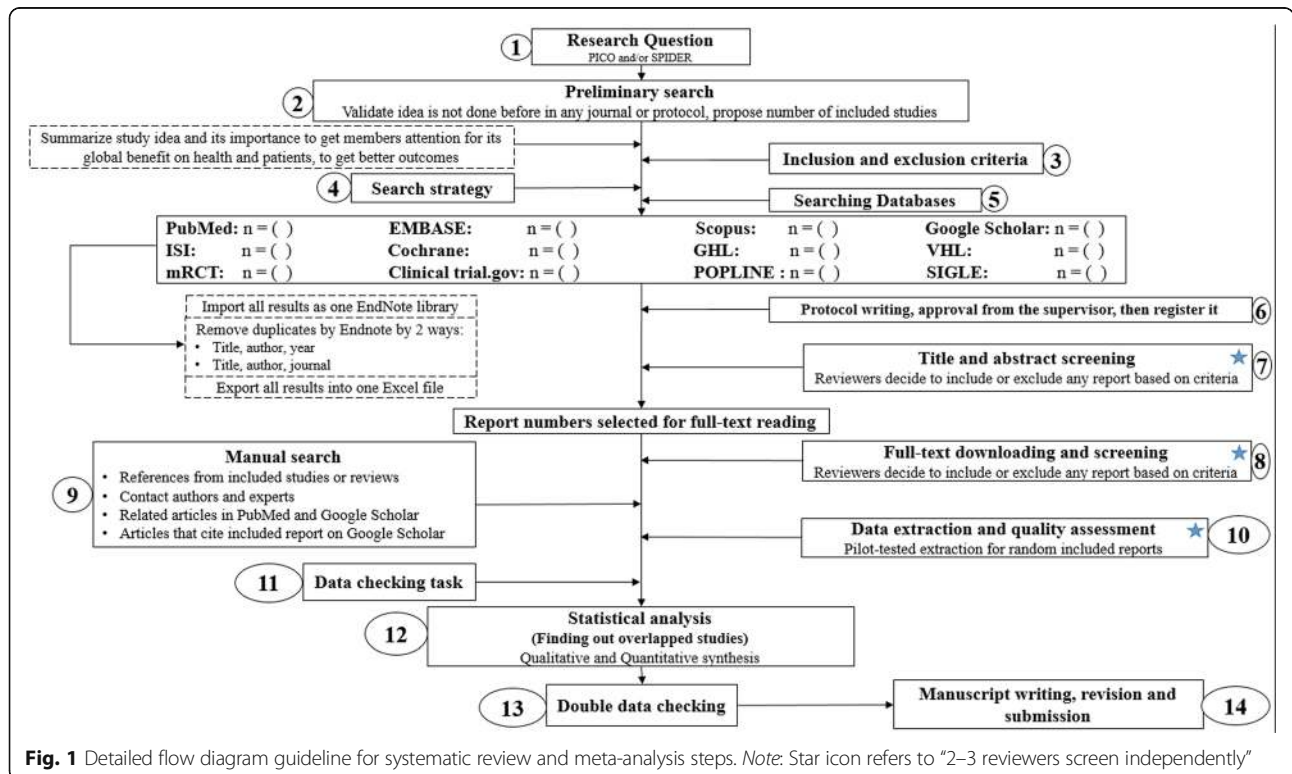 1
Research Question
PICO and/or SPIDER
2
Preliminary search
Validate idea is not done before in any journal or protocol, propose number of included studies
Summarize study idea and its importance to get members attention for its
global benefit on health and patients, to get better outcomes
Inclusion and exclusion criteria
3
4
Search strategy
Searching Databases
5
PubMed: n = ( ) EMBASE: n = ( ) Scopus: n = ( ) Google Scholar: n = ( )
ISI: n = ( ) Cochrane: n = ( ) GHL: n = ( ) VHL: n = ( )
mRCT: n = ( ) Clinical trial.gov: n = ( ) POPLINE : n = ( ) SIGLE: n = ( )
Import all results as one EndNote library
Remove duplicates by Endnote by 2 ways:
• Title, author, year
• Title, author, journal
Export all results into one Excel file
Protocol writing, approval from the supervisor, then register it
6
Title and abstract screening
Reviewers decide to include or exclude any report based on criteria
7
Report numbers selected for full-text reading
Full-text downloading and screening
Reviewers decide to include or exclude any report based on criteria
8
9
Manual search
• References from included studies or reviews
• Contact authors and experts
• Related articles in PubMed and Google Scholar
• Articles that cite included report on Google Scholar
Data extraction and quality assessment
Pilot-tested extraction for random included reports
10
11
Data checking task
12
Statistical analysis
(Finding out overlapped studies)
Qualitative and Quantitative synthesis
13
Double data checking
Manuscript writing, revision and
submission
14
Fig. 1 Detailed flow diagram guideline for systematic review and meta-analysis steps. Note: Star icon refers to “2–3 reviewers screen independently”